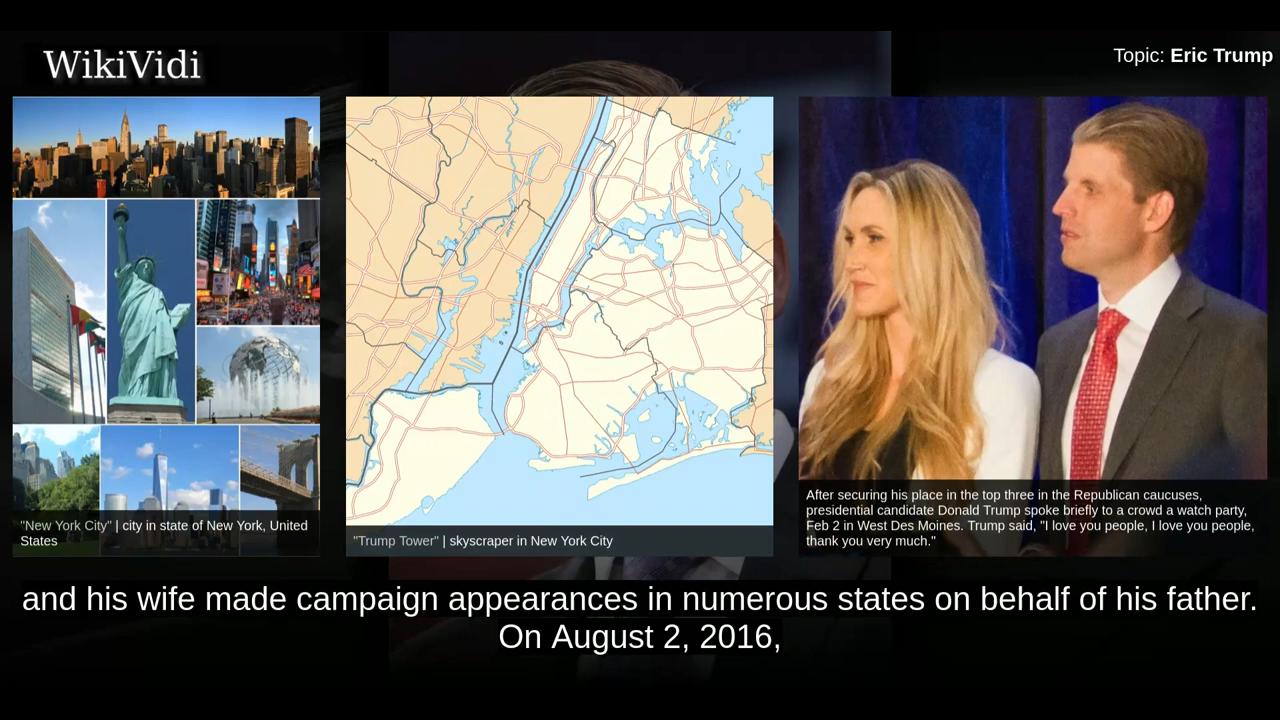 WikiVidi
Topic: Eric Trump
"New York City" | city in state of New York, United
States
"Trump Tower" | skyscraper in New York City
After securing his place in the top three in the Republican caucuses,
presidential candidate Donald Trump spoke briefly to a crowd a watch party,
Feb 2 in West Des Moines. Trump said, "I love you people, I love you people,
thank you very much."
and his wife made campaign appearances in numerous states on behalf of his father.
On August 2, 2016,